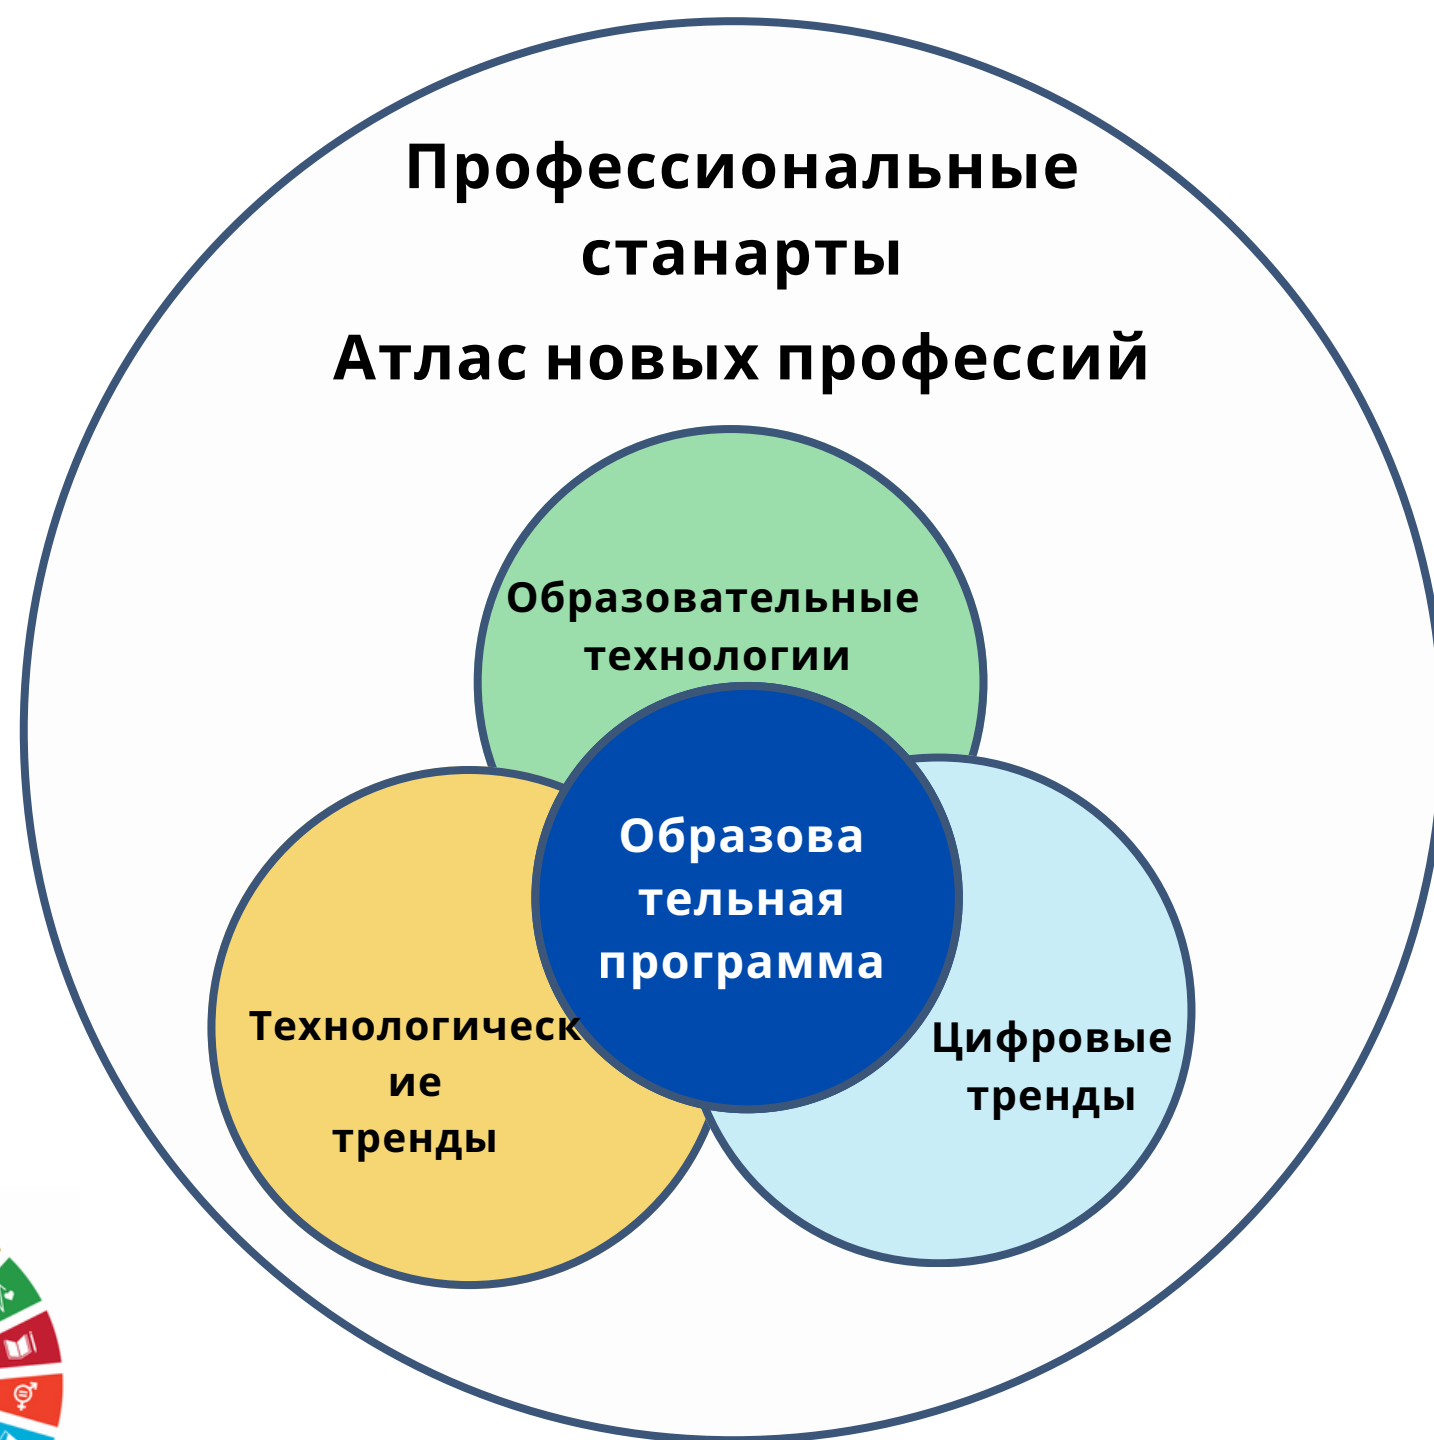 Профессиональные
станарты
Атлас новых профессий
Образовательные
технологии
Образова
тельная
программа
Технологическ
ие
тренды
Цифровые
тренды